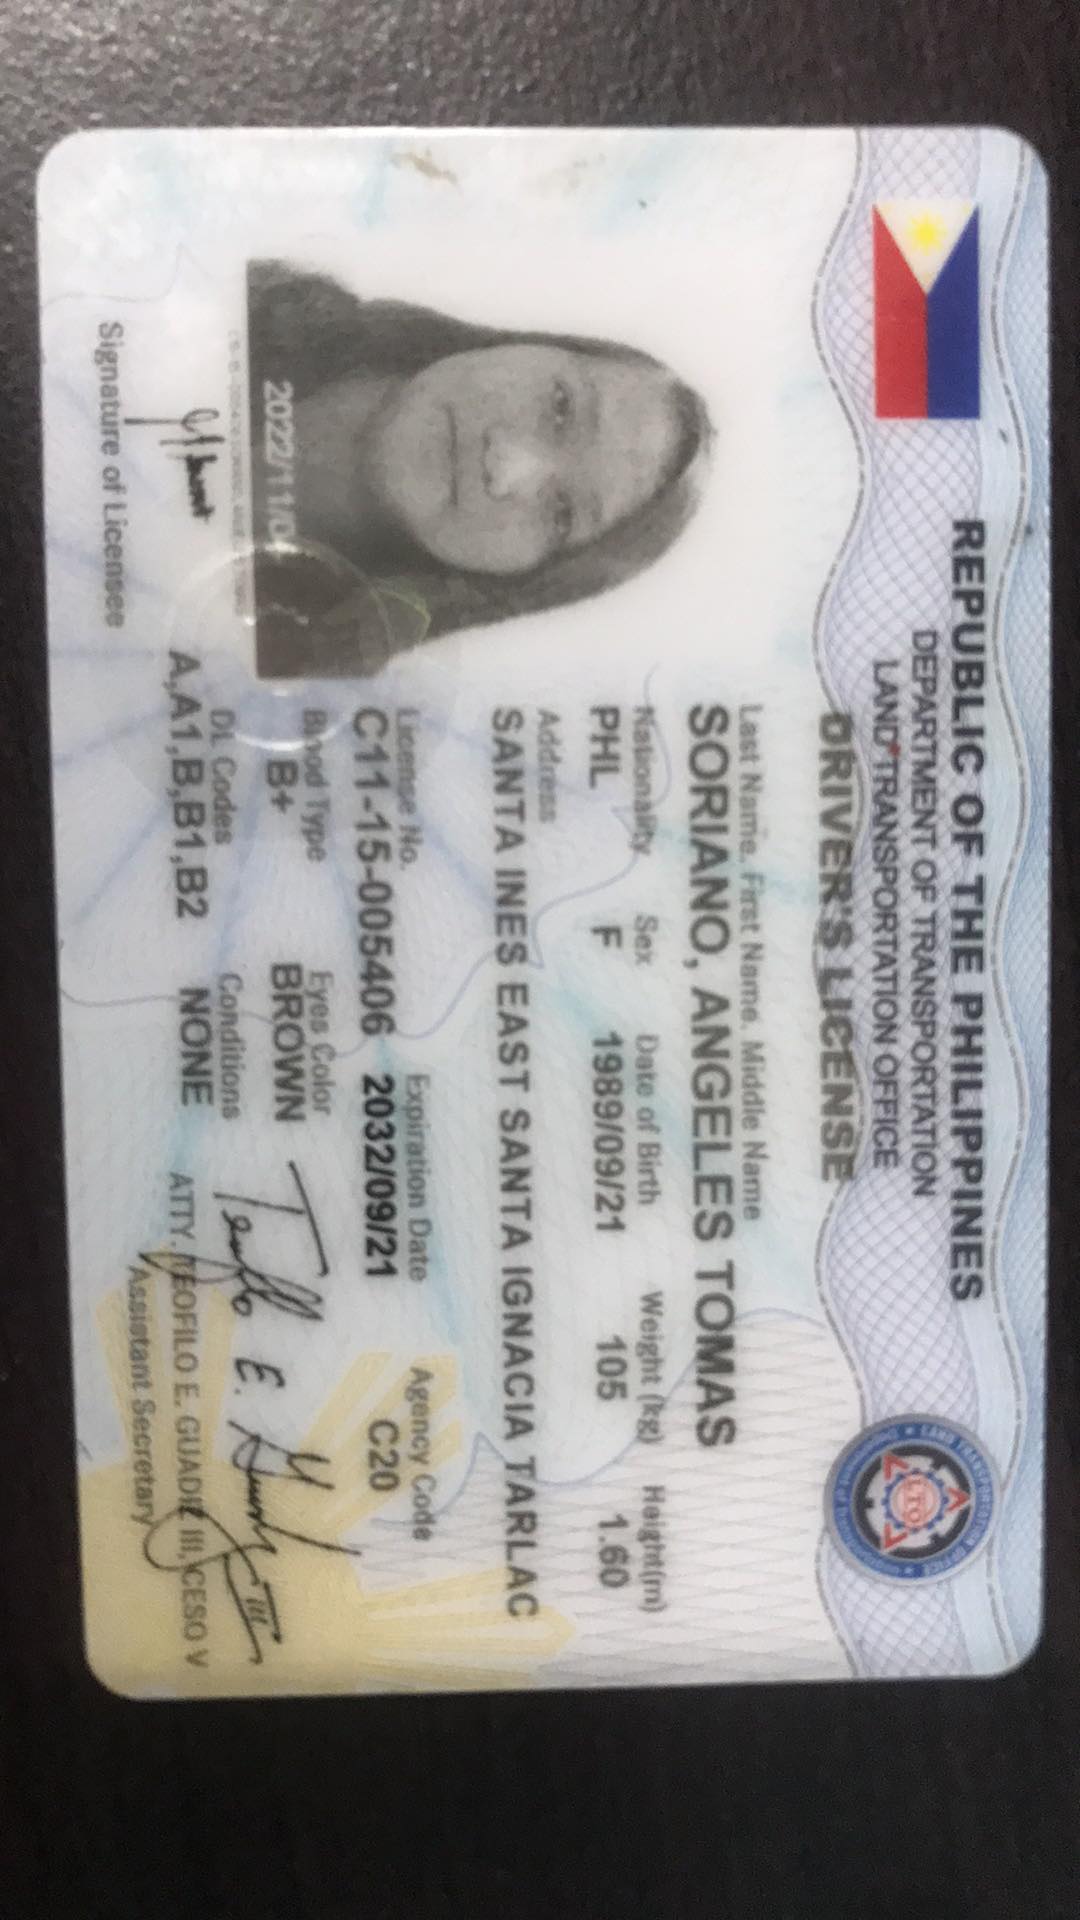 REPUBLIC OF THE PHILIPPINES
DEPARTMENT OF TRANSPORTATION
LAND TRANSPORTATION OFFICE
DRIVER'S LICENSE
LAND TRANSPORTATION OFFICE
LTO
Department of
Last Name, First Name, Middle Name
SORIANO, ANGELES TOMAS
Nationality Sex Date of Birth Weight (kg) Height(m)
PHL F 1989/09/21 105 1.60
Address
SANTA INES EAST SANTA IGNACIA TARLAC
License No. Expiration Date Agency Code
C11-15-005406 2032/09/21 C20
Blood Type Eyes Color
B+ BROWN
DL Codes Conditions
A,A1,B,B1,B2 NONE
2022/11/0
Signature of Licensee
Teofilo E. Guadiz III
ATTY. TEOFILO E. GUADIZ III, CESO V
Assistant Secretary